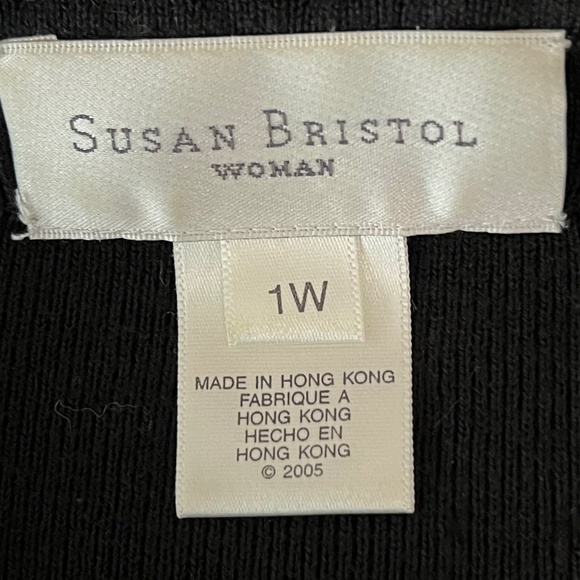 SUSAN BRISTOL
WOMAN
1W
MADE IN HONG KONG
FABRIQUE A
HONG KONG
HECHO EN
HONG KONG
© 2005